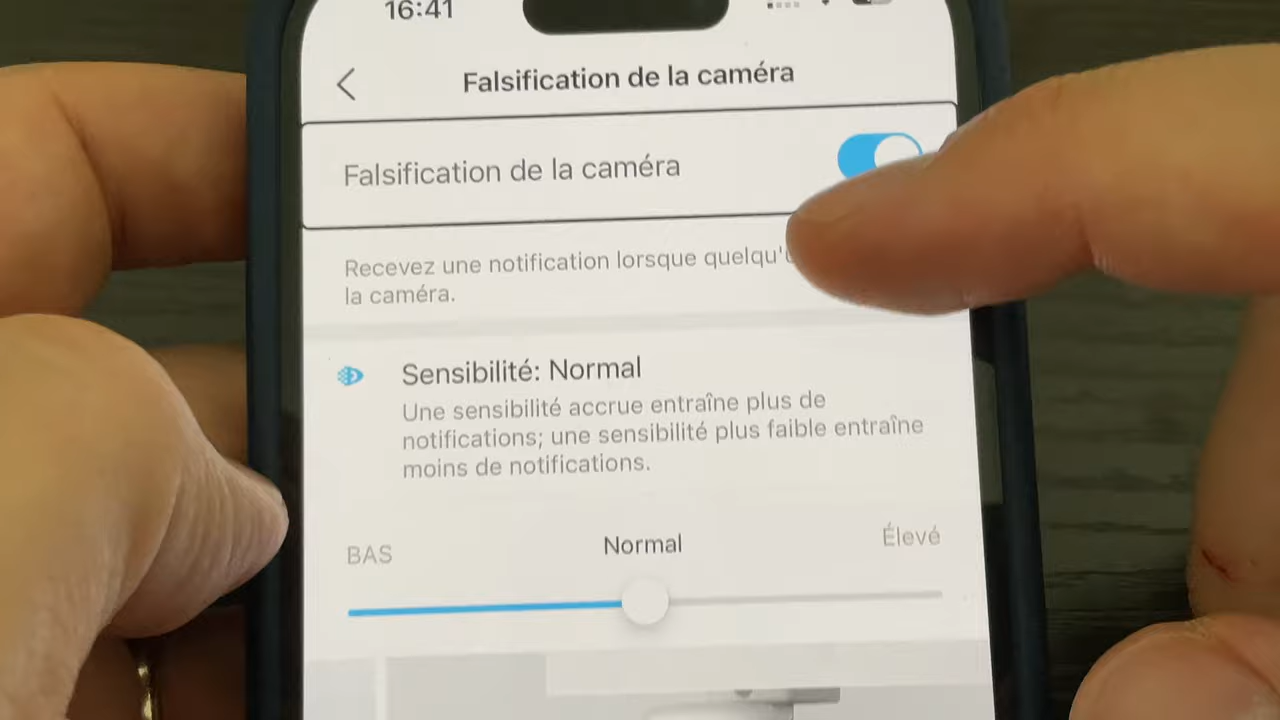 16:41
Falsification de la caméra
Falsification de la caméra
Recevez une notification lorsque
la caméra.
Sensibilité: Normal
Une sensibilité accrue entraîne plus de
notifications; une sensibilité plus faible entraîne
moins de notifications.
BAS Normal Élevé